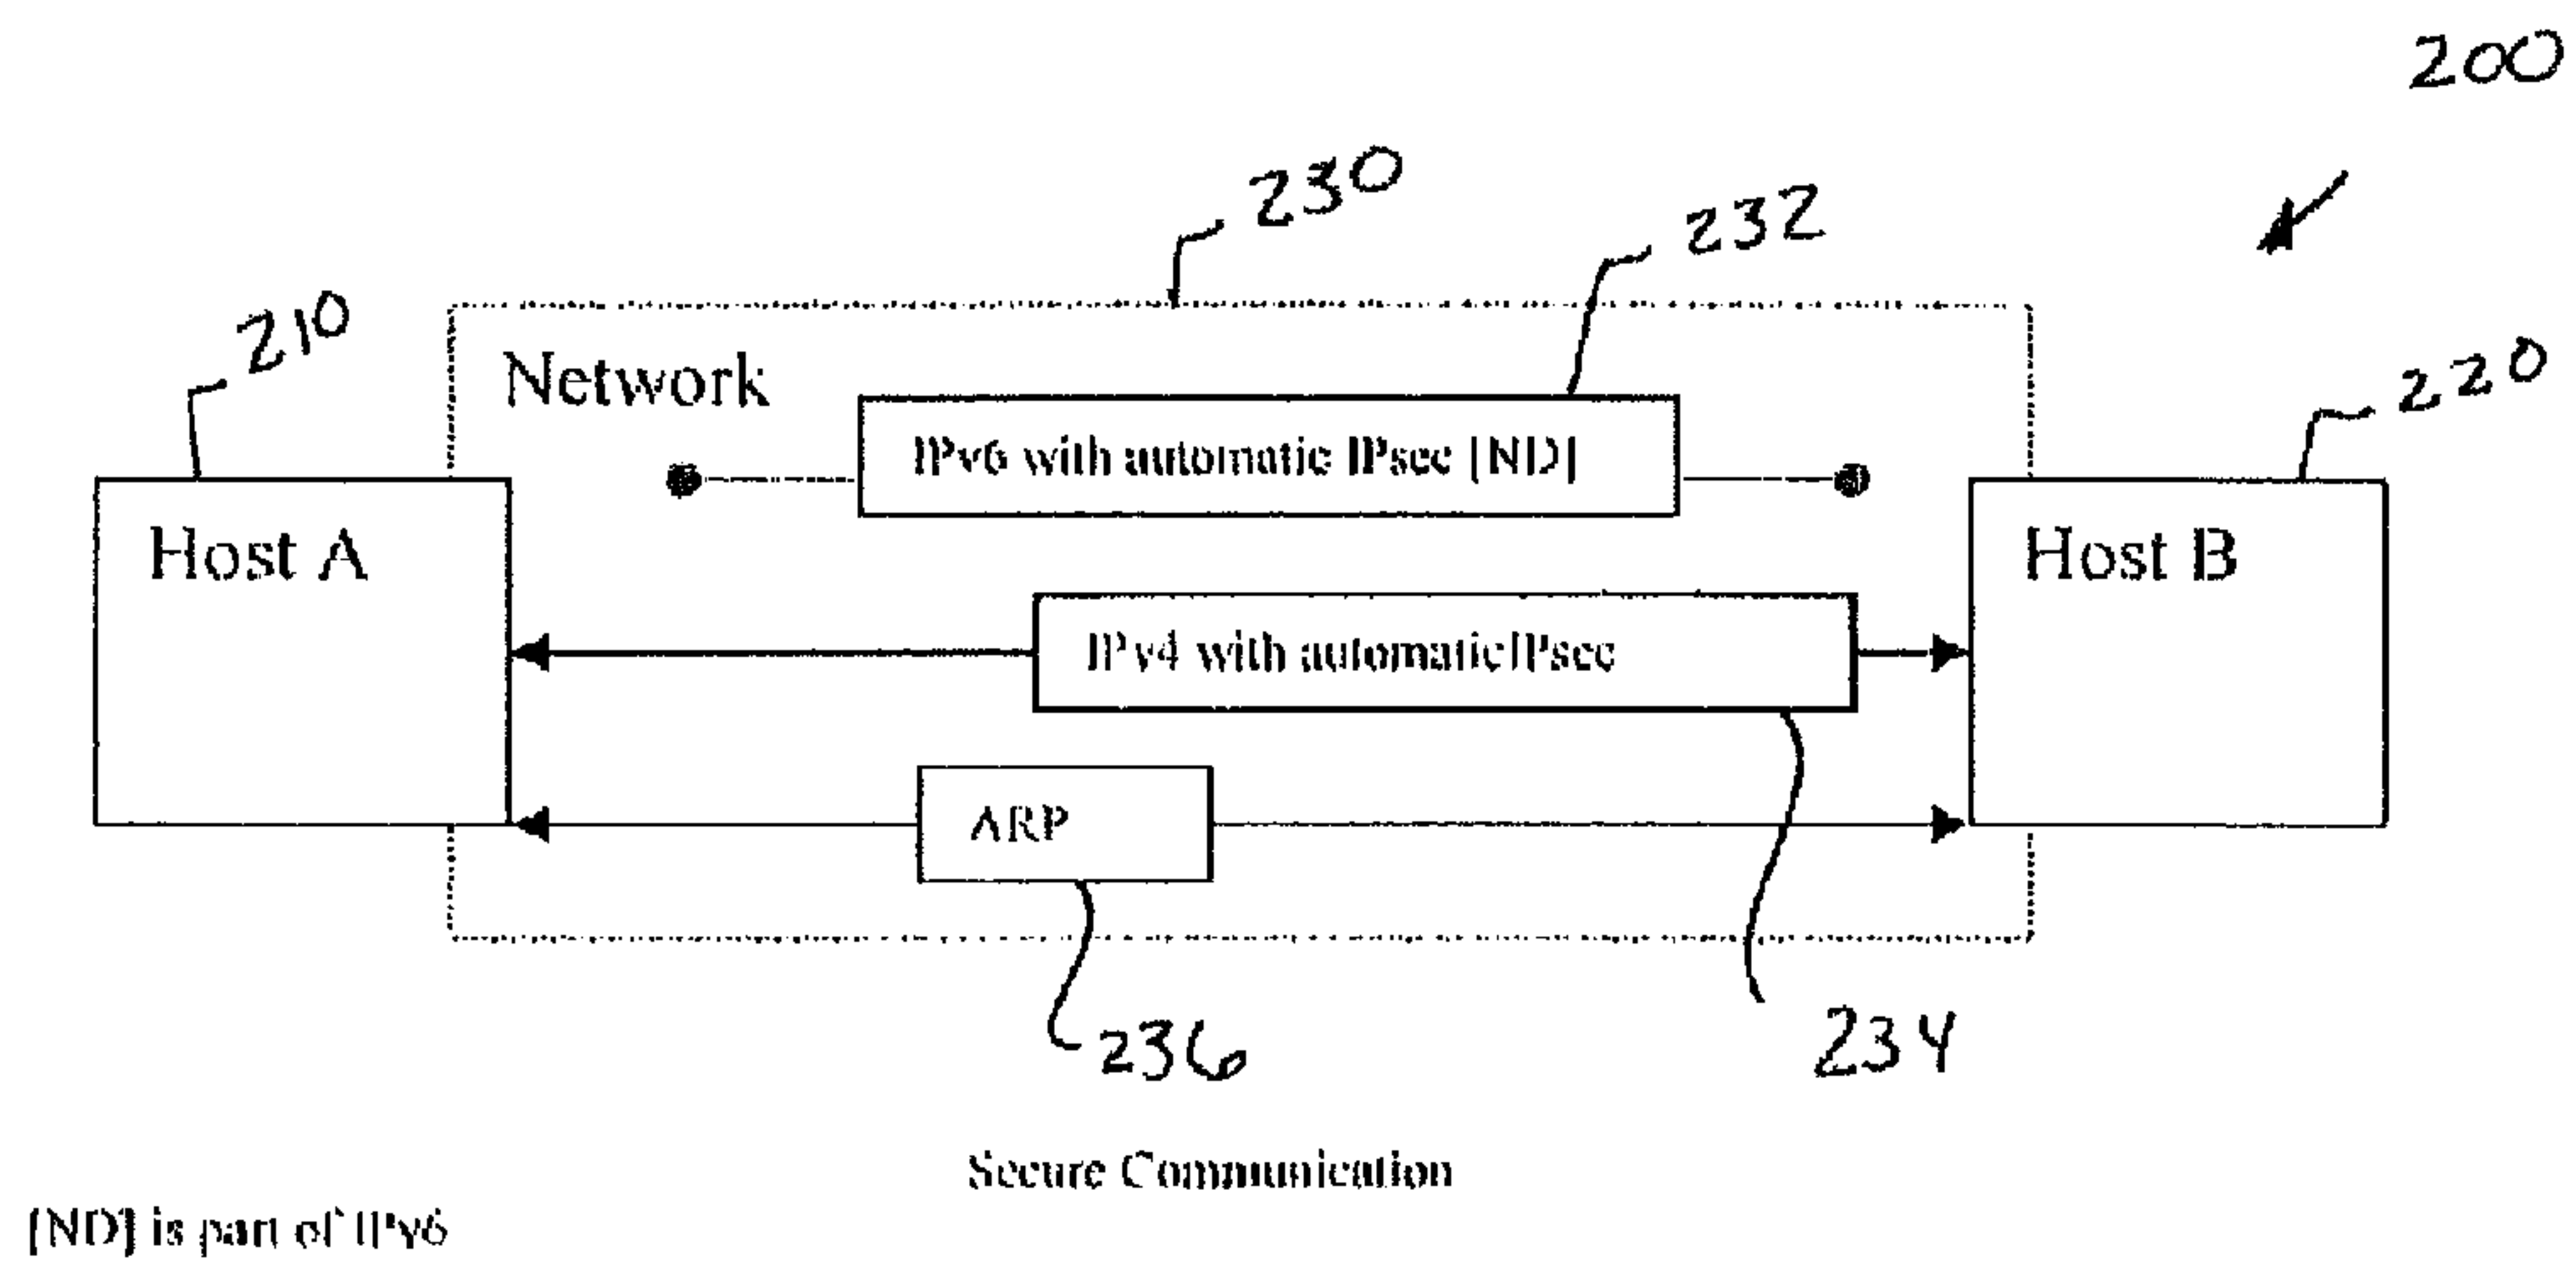 200
230
232
210
220
Network
IPv6 with automatic IPsec [ND]
Host A
Host B
IPv4 with automaticIPsec
ARP
236
234
Secure Communication
[ND] is part of IPv6